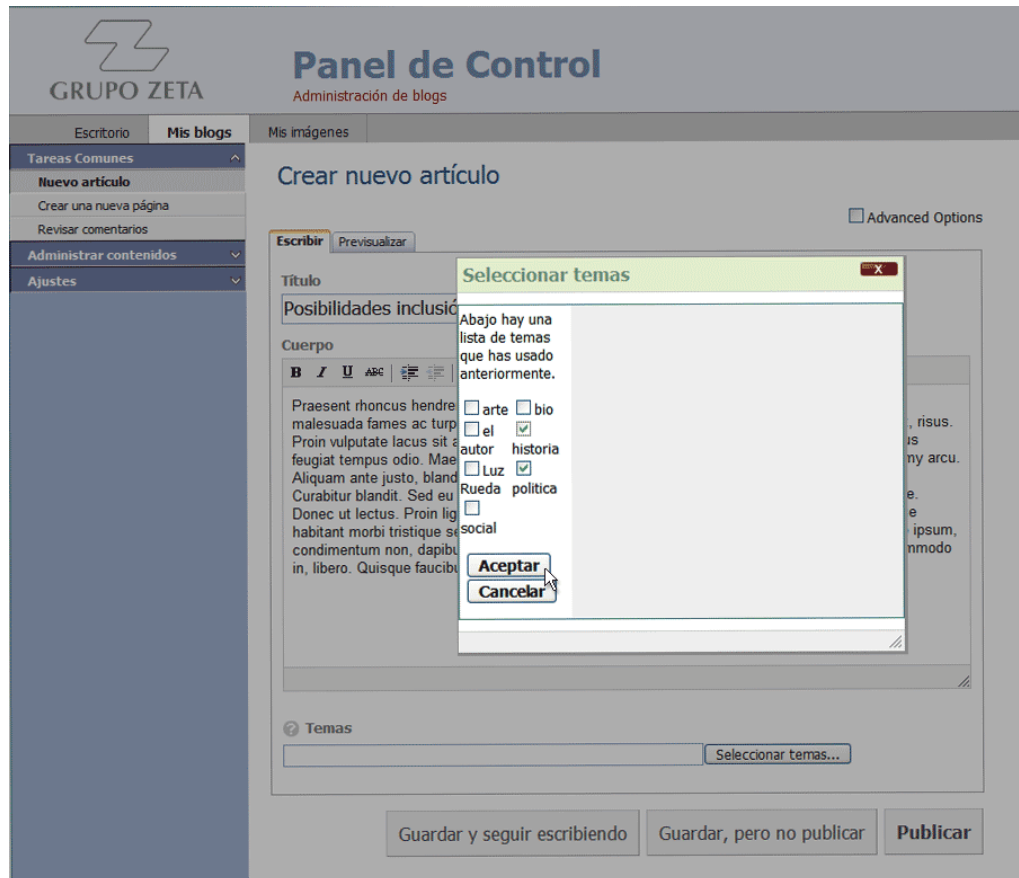 GRUPO ZETA
Panel de Control
Administración de blogs
Escritorio
Mis blogs
Mis imágenes
Tareas Comunes
Nuevo artículo
Crear una nueva página
Revisar comentarios
Administrar contenidos
Ajustes
Crear nuevo artículo
Advanced Options
Escribir
Previsualizar
Título
Posibilidades inclusió
Cuerpo
B I U ABC
Praesent rhoncus hendre
malesuada fames ac turp
, risus.
Proin vulputate lacus sit a
us
feugiat tempus odio. Mae
my arcu.
Aliquam ante justo, bland
Curabitur blandit. Sed eu
e.
Donec ut lectus. Proin lig
e
habitant morbi tristique se
ipsum,
condimentum non, dapibu
mmodo
in, libero. Quisque faucibu
Seleccionar temas
X
Abajo hay una
lista de temas
que has usado
anteriormente.
arte bio
el
autor historia
Luz
Rueda politica
social
Aceptar
Cancelar
Temas
Seleccionar temas...
Guardar y seguir escribiendo
Guardar, pero no publicar
Publicar